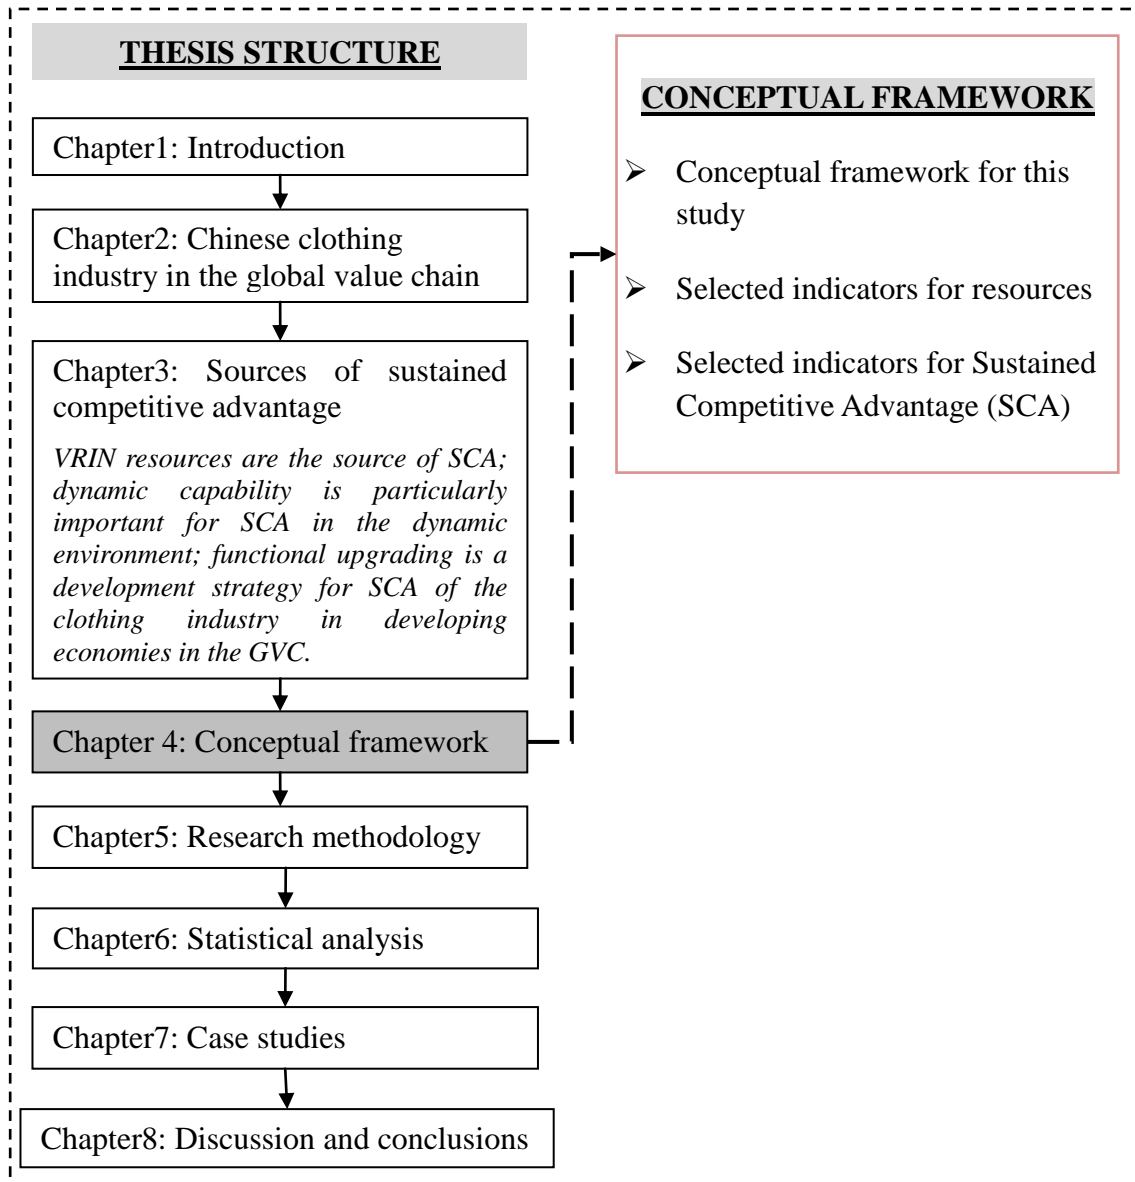 THESIS STRUCTURE
Chapter1: Introduction
Chapter2: Chinese clothing
industry in the global value chain
Chapter3: Sources of sustained
competitive advantage
VRIN resources are the source of SCA;
dynamic capability is particularly
important for SCA in the dynamic
environment; functional upgrading is a
development strategy for SCA of the
clothing industry in developing
economies in the GVC.
Chapter 4: Conceptual framework
Chapter5: Research methodology
Chapter6: Statistical analysis
Chapter7: Case studies
Chapter8: Discussion and conclusions
CONCEPTUAL FRAMEWORK
➢ Conceptual framework for this
study
➢ Selected indicators for resources
➢ Selected indicators for Sustained
Competitive Advantage (SCA)